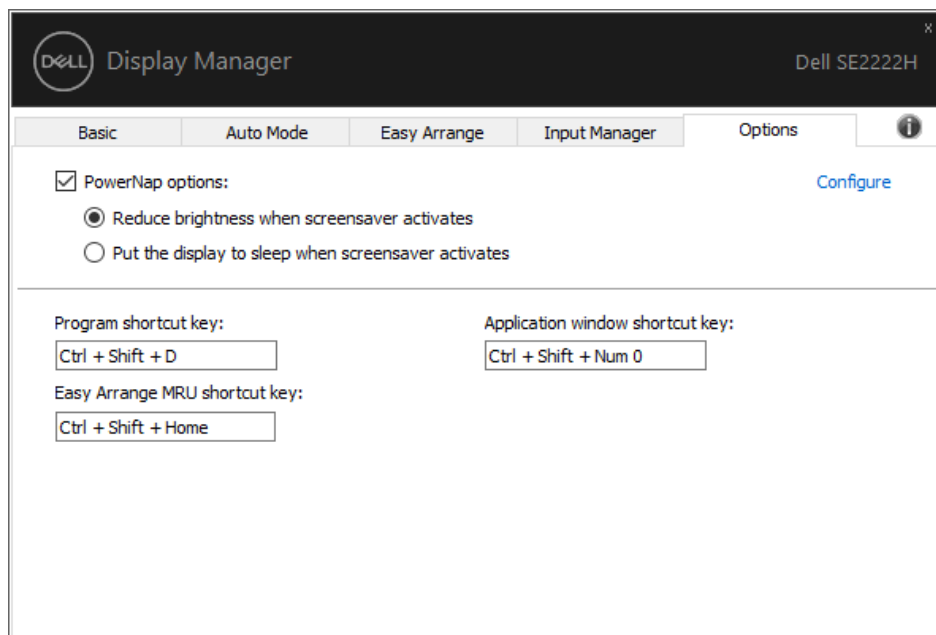 x
DELL Display Manager Dell SE2222H
Basic Auto Mode Easy Arrange Input Manager Options i
PowerNap options: Configure
Reduce brightness when screensaver activates
Put the display to sleep when screensaver activates
Program shortcut key: Application window shortcut key:
Ctrl + Shift + D Ctrl + Shift + Num 0
Easy Arrange MRU shortcut key:
Ctrl + Shift + Home